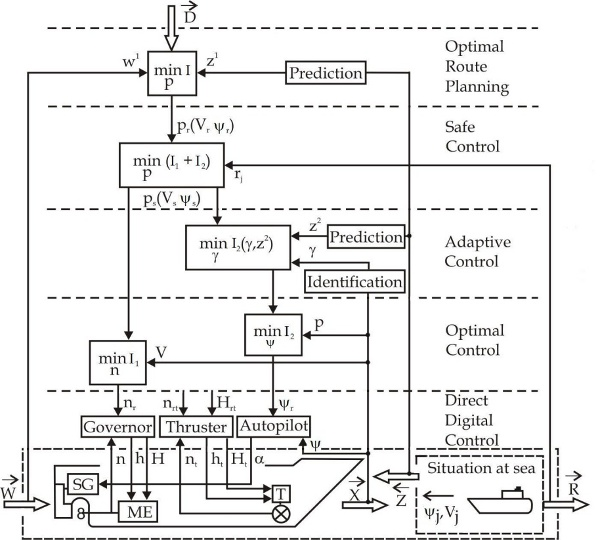 D
w¹
z¹
min I
p
Prediction
Optimal
Route
Planning
pᵣ(Vᵣ ψᵣ)
Safe
Control
min (I₁ + I₂)
p
rⱼ
pₛ(Vₛ ψₛ)
z²
min I₂(γ,z²)
γ
Prediction
γ
Adaptive
Control
Identification
min I₂
ψ
p
Optimal
Control
min I₁
n
V
nᵣ
nᵣₜ
Hᵣₜ
ψᵣ
Direct
Digital
Control
Governor
Thruster
Autopilot
n
h
H
nₜ
hₜ
Hₜ
α
ψ
W
SG
ME
T
X
Z
Situation at sea
ψⱼ,Vⱼ
R